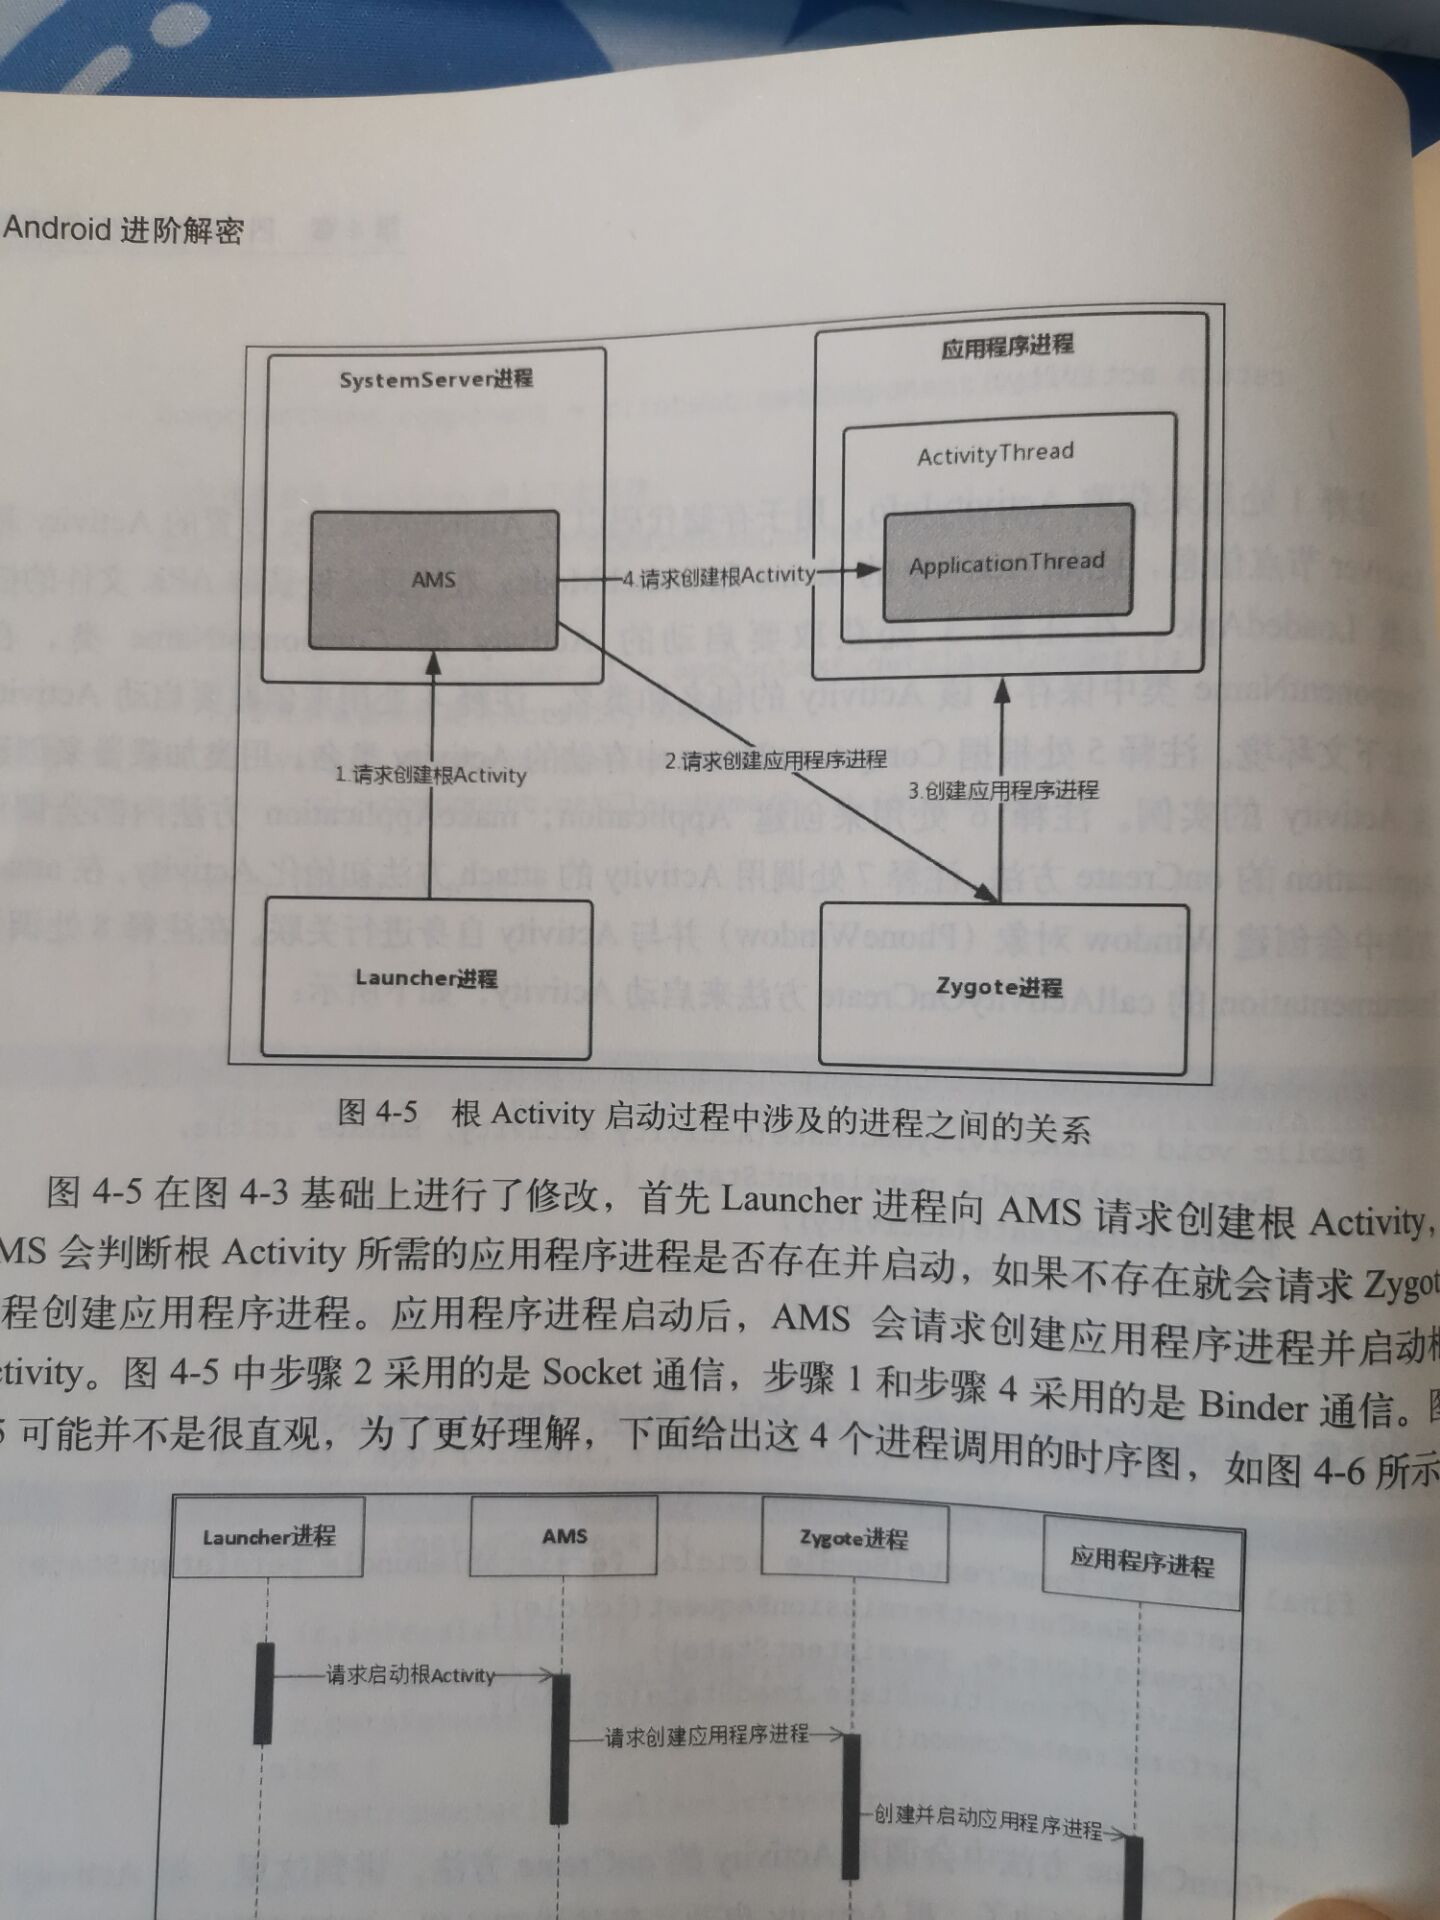 Android 进阶解密
SystemServer进程
应用程序进程
ActivityThread
AMS
4.请求创建根Activity
ApplicationThread
1.请求创建根Activity
2.请求创建应用程序进程
3.创建应用程序进程
Launcher进程
Zygote进程
图 4-5 根 Activity 启动过程中涉及的进程之间的关系
图 4-5 在图 4-3 基础上进行了修改，首先 Launcher 进程向 AMS 请求创建根 Activity，
MS 会判断根 Activity 所需的应用程序进程是否存在并启动，如果不存在就会请求 Zygot
程创建应用程序进程。应用程序进程启动后，AMS 会请求创建应用程序进程并启动根
ctivity。图 4-5 中步骤 2 采用的是 Socket 通信，步骤 1 和步骤 4 采用的是 Binder 通信。图
5 可能并不是很直观，为了更好理解，下面给出这 4 个进程调用的时序图，如图 4-6 所示
Launcher进程
AMS
Zygote进程
应用程序进程
请求启动根Activity
请求创建应用程序进程
创建并启动应用程序进程